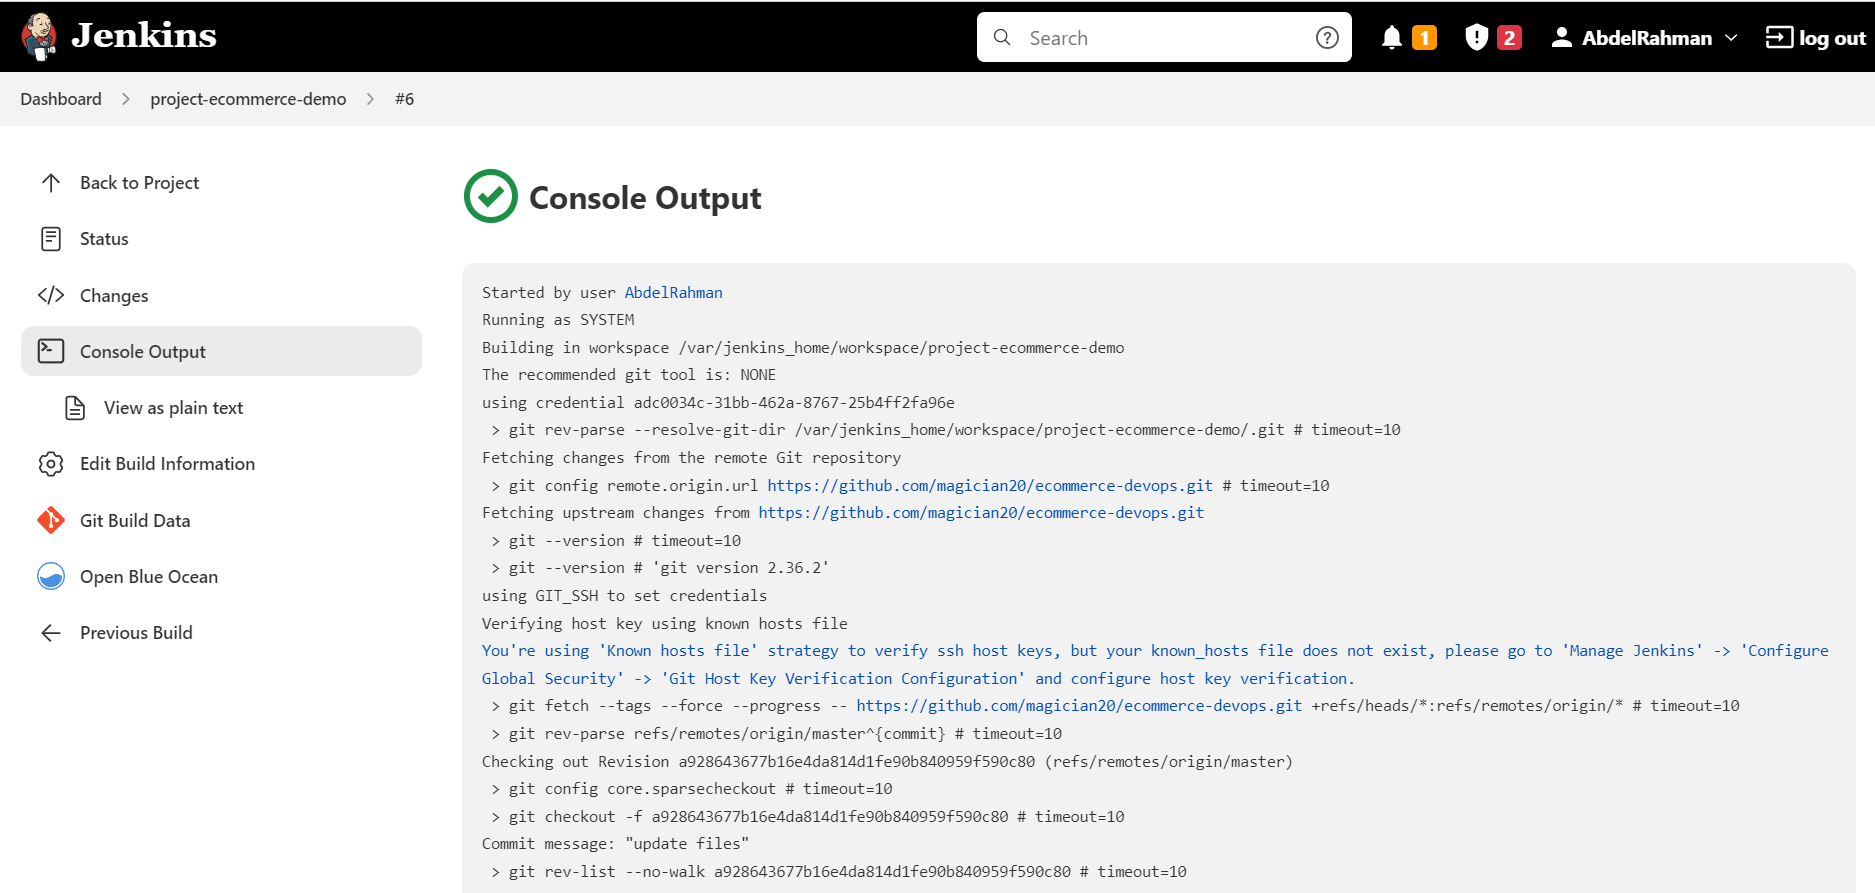 Jenkins
Search
1
2
AbdelRahman
log out
Dashboard > project-ecommerce-demo > #6
Back to Project
Status
Changes
Console Output
View as plain text
Edit Build Information
Git Build Data
Open Blue Ocean
Previous Build
Console Output
Started by user AbdelRahman
Running as SYSTEM
Building in workspace /var/jenkins_home/workspace/project-ecommerce-demo
The recommended git tool is: NONE
using credential adc0034c-31bb-462a-8767-25b4ff2fa96e
> git rev-parse --resolve-git-dir /var/jenkins_home/workspace/project-ecommerce-demo/.git # timeout=10
Fetching changes from the remote Git repository
> git config remote.origin.url https://github.com/magician20/ecommerce-devops.git # timeout=10
Fetching upstream changes from https://github.com/magician20/ecommerce-devops.git
> git --version # timeout=10
> git --version # 'git version 2.36.2'
using GIT_SSH to set credentials
Verifying host key using known hosts file
You're using 'Known hosts file' strategy to verify ssh host keys, but your known_hosts file does not exist, please go to 'Manage Jenkins' -> 'Configure
Global Security' -> 'Git Host Key Verification Configuration' and configure host key verification.
> git fetch --tags --force --progress -- https://github.com/magician20/ecommerce-devops.git +refs/heads/*:refs/remotes/origin/* # timeout=10
> git rev-parse refs/remotes/origin/master^{commit} # timeout=10
Checking out Revision a928643677b16e4da814d1fe90b840959f590c80 (refs/remotes/origin/master)
> git config core.sparsecheckout # timeout=10
> git checkout -f a928643677b16e4da814d1fe90b840959f590c80 # timeout=10
Commit message: "update files"
> git rev-list --no-walk a928643677b16e4da814d1fe90b840959f590c80 # timeout=10